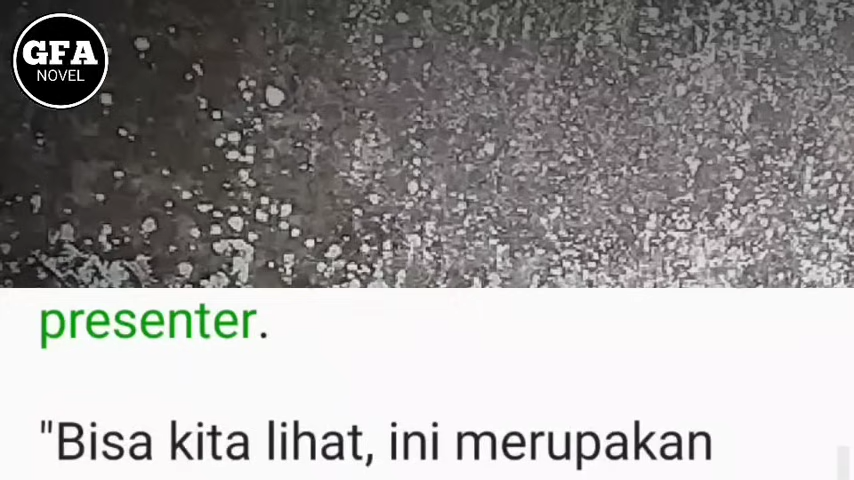 GFA
NOVEL
presenter.
"Bisa kita lihat, ini merupakan